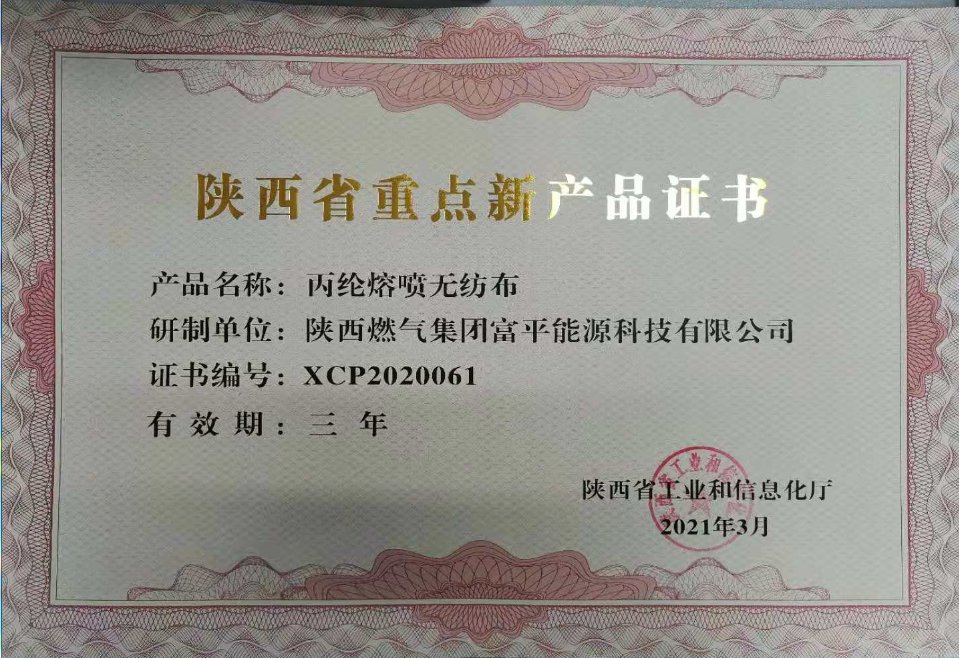 陕西省重点新产品证书
产品名称：丙纶熔喷无纺布
研制单位：陕西燃气集团富平能源科技有限公司
证书编号：XCP2020061
有效期：三年
陕西省工业和信息化厅
2021年3月